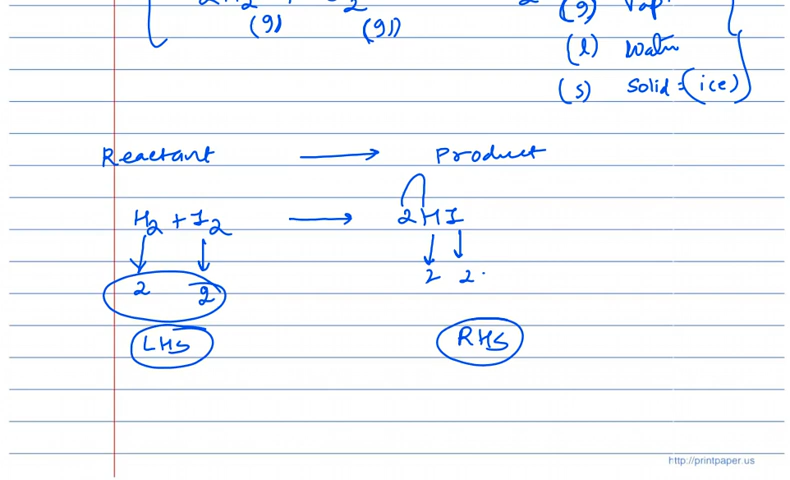 (g) (g) (g)
(l) Water
(s) Solid = (ice)
Reactant → Product
H2 + I2 → 2HI
2 2 2 2
LHS RHS
http://printpaper.us